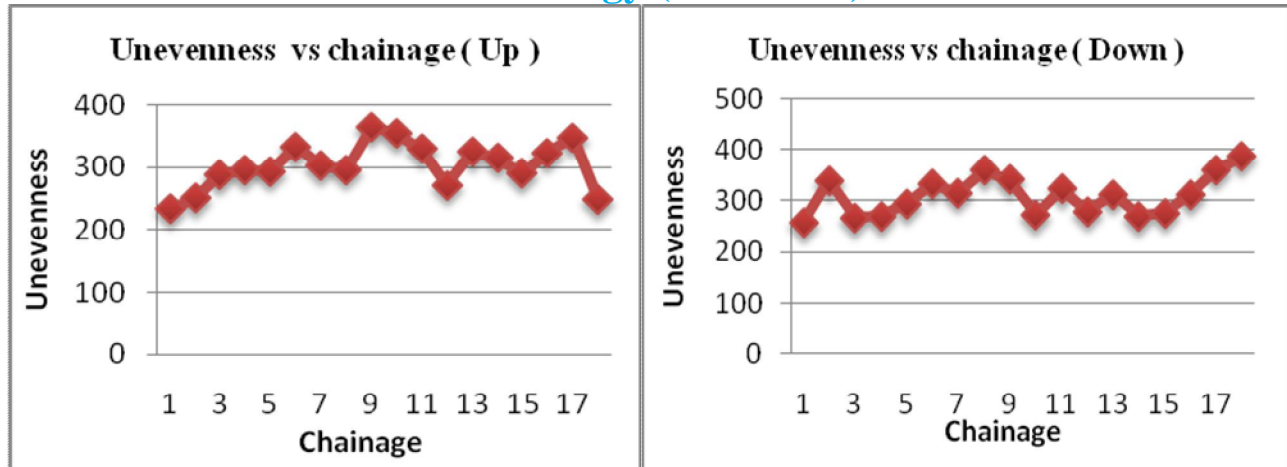 Unevenness vs chainage ( Up )
400
300
200
100
0
Unevenness
1 3 5 7 9 11 13 15 17
Chainage
Unevenness vs chainage ( Down )
500
400
300
200
100
0
Unevenness
1 3 5 7 9 11 13 15 17
Chainage